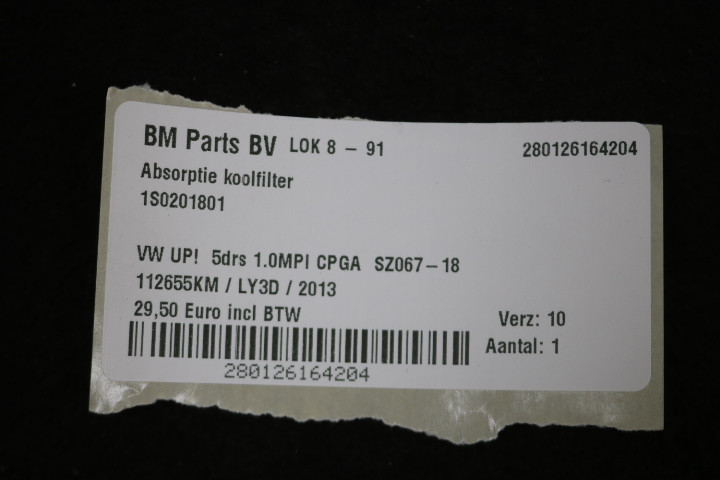 BM Parts BV LOK 8 - 91 280126164204
Absorptie koolfilter
1S0201801
VW UP! 5drs 1.0MPI CPGA SZ067-18
112655KM / LY3D / 2013
29,50 Euro incl BTW
Verz: 10
Aantal: 1
280126164204